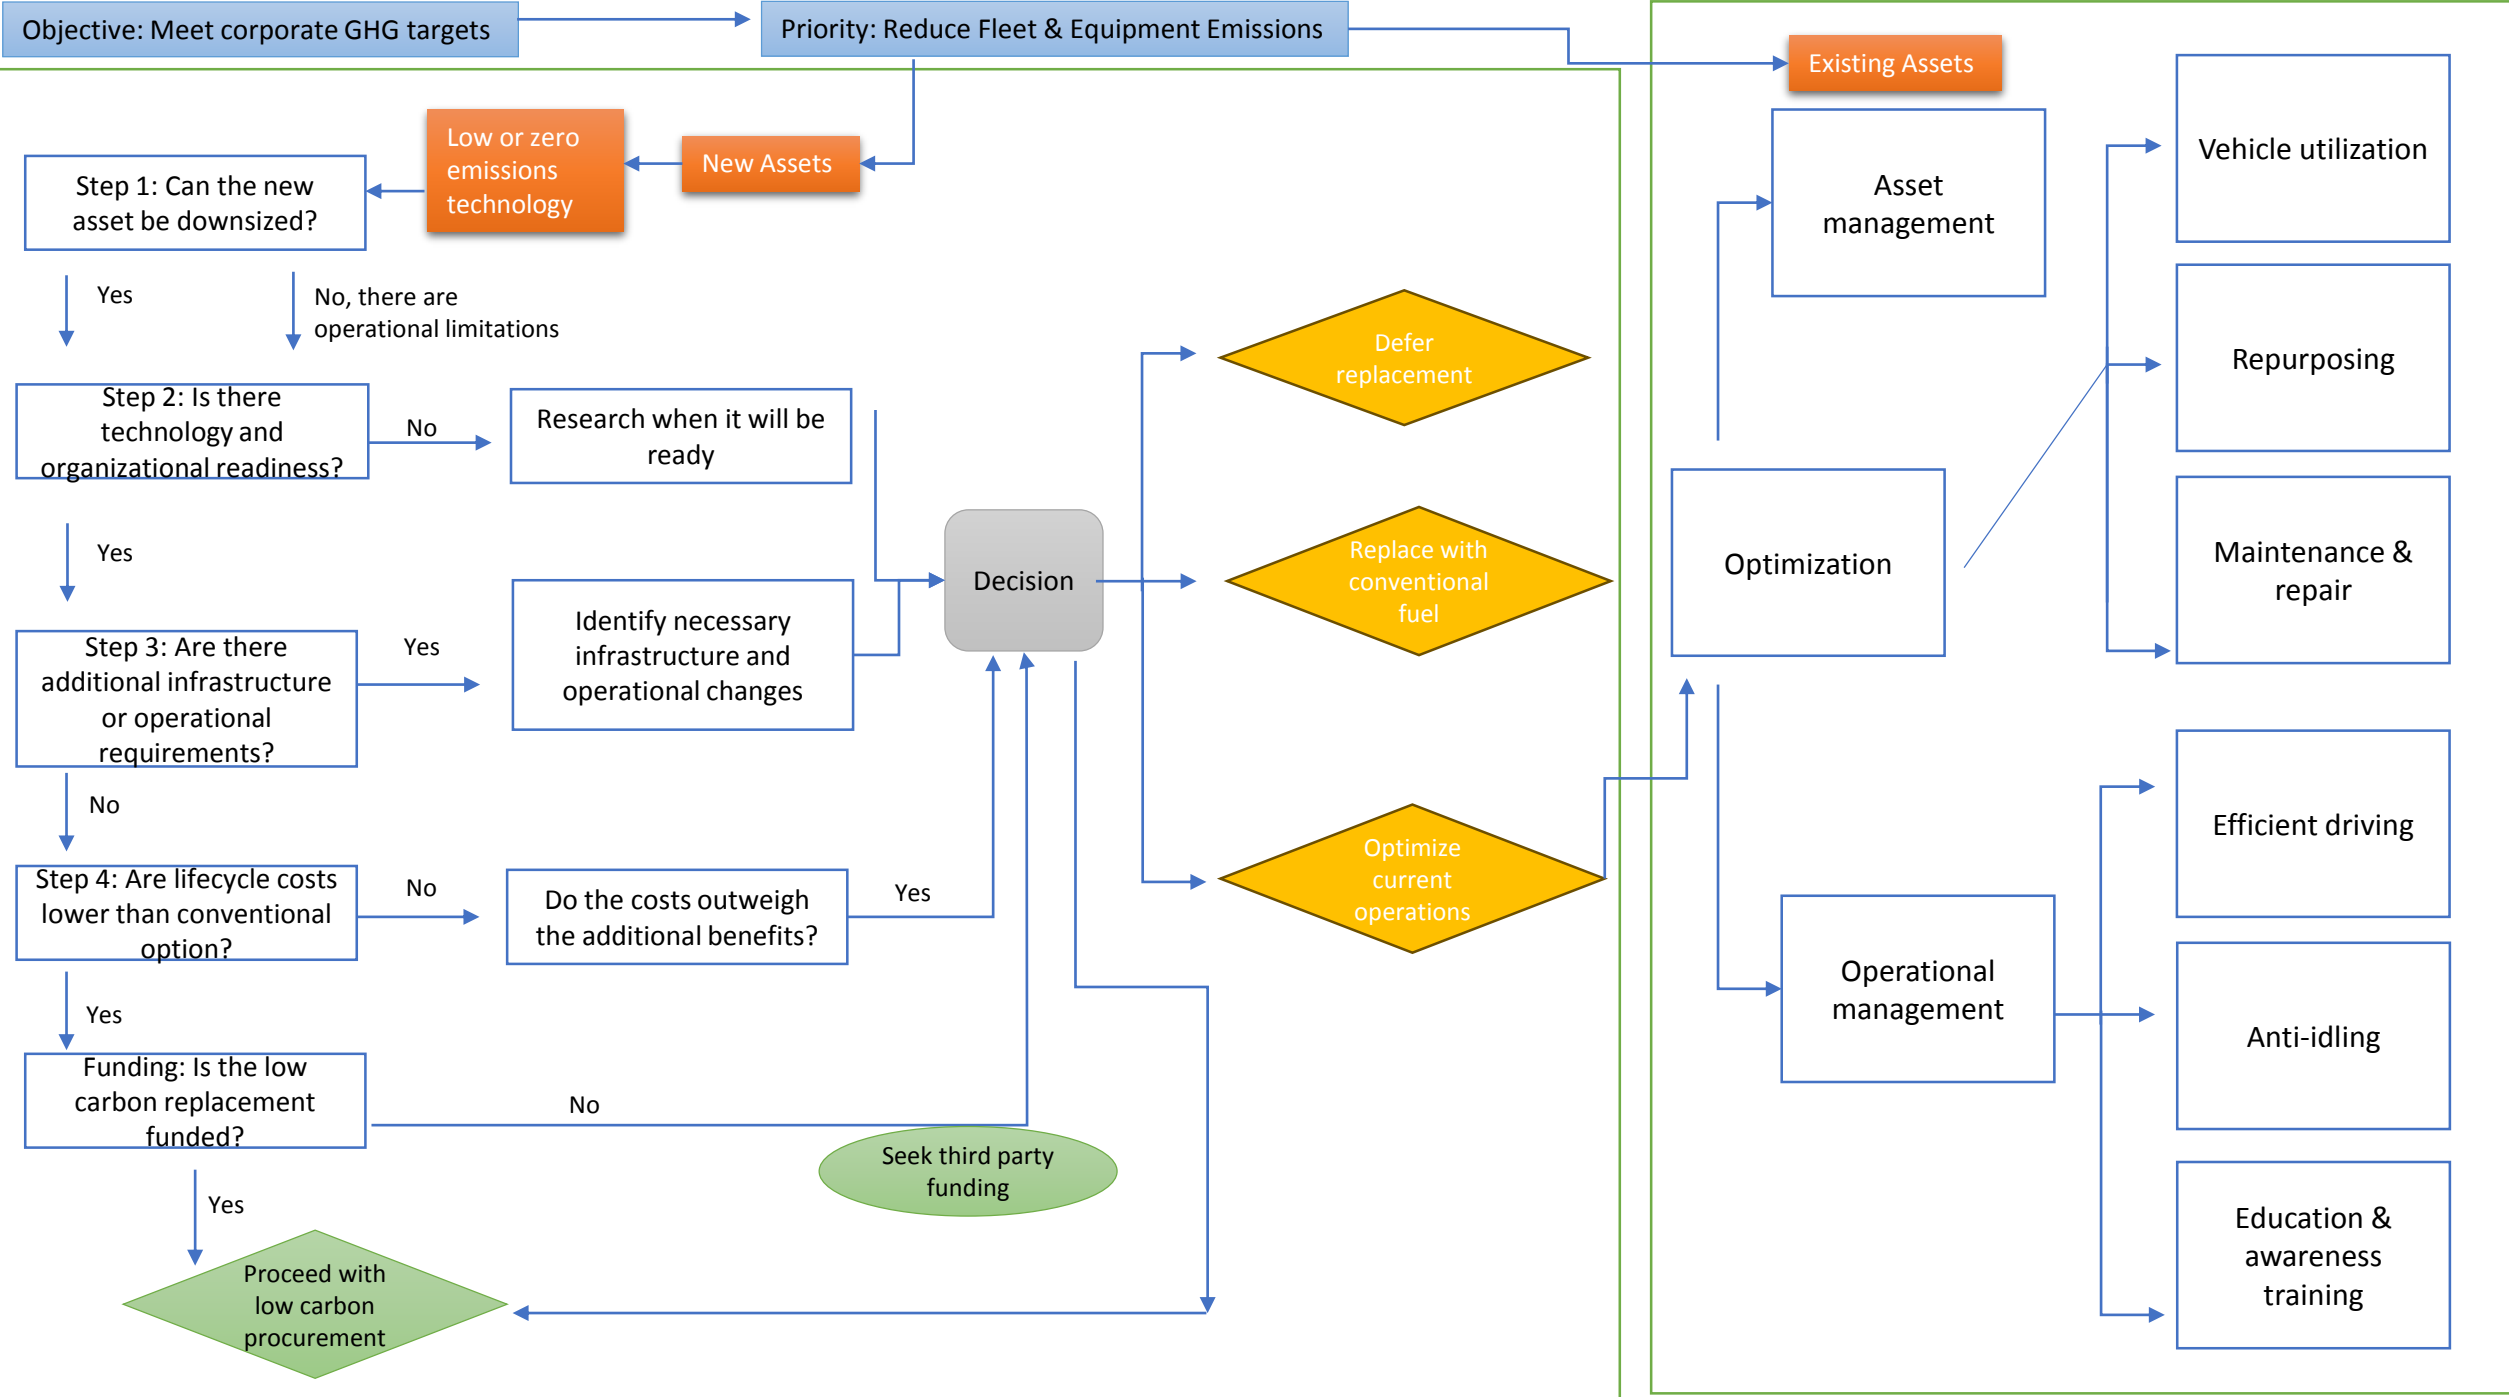 Objective: Meet corporate GHG targets
Priority: Reduce Fleet & Equipment Emissions
Existing Assets
Low or zero
emissions
technology
New Assets
Step 1: Can the new
asset be downsized?
Yes
No, there are
operational limitations
Step 2: Is there
technology and
organizational readiness?
No
Research when it will be
ready
Yes
Step 3: Are there
additional infrastructure
or operational
requirements?
Yes
Identify necessary
infrastructure and
operational changes
No
Step 4: Are lifecycle costs
lower than conventional
option?
No
Do the costs outweigh
the additional benefits?
Yes
Yes
Funding: Is the low
carbon replacement
funded?
No
Seek third party
funding
Yes
Proceed with
low carbon
procurement
Decision
Defer
replacement
Replace with
conventional
fuel
Optimize
current
operations
Optimization
Asset
management
Vehicle utilization
Repurposing
Maintenance &
repair
Operational
management
Efficient driving
Anti-idling
Education &
awareness
training